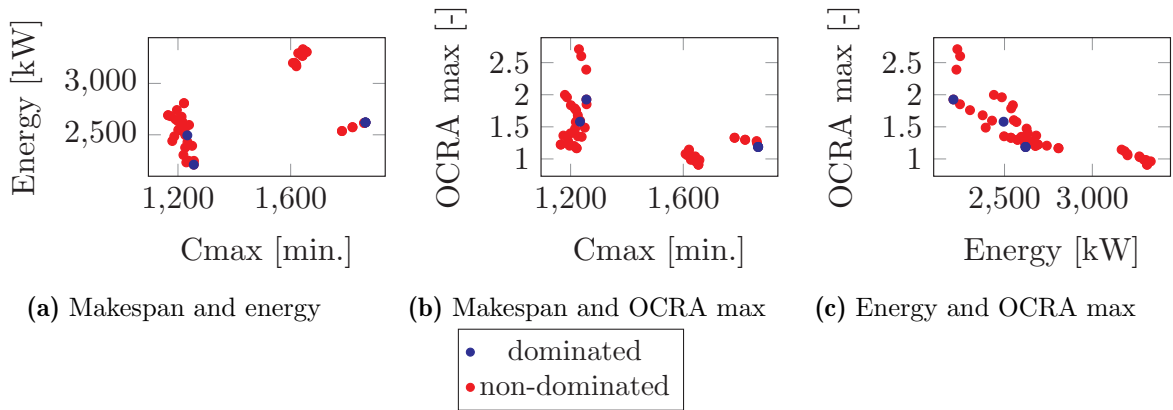 Energy [kW]
3,000
2,500
1,200
1,600
Cmax [min.]
(a) Makespan and energy
OCRA max [-]
2.5
2
1.5
1
1,200
1,600
Cmax [min.]
(b) Makespan and OCRA max
OCRA max [-]
2.5
2
1.5
1
2,500
3,000
Energy [kW]
(c) Energy and OCRA max
dominated
non-dominated